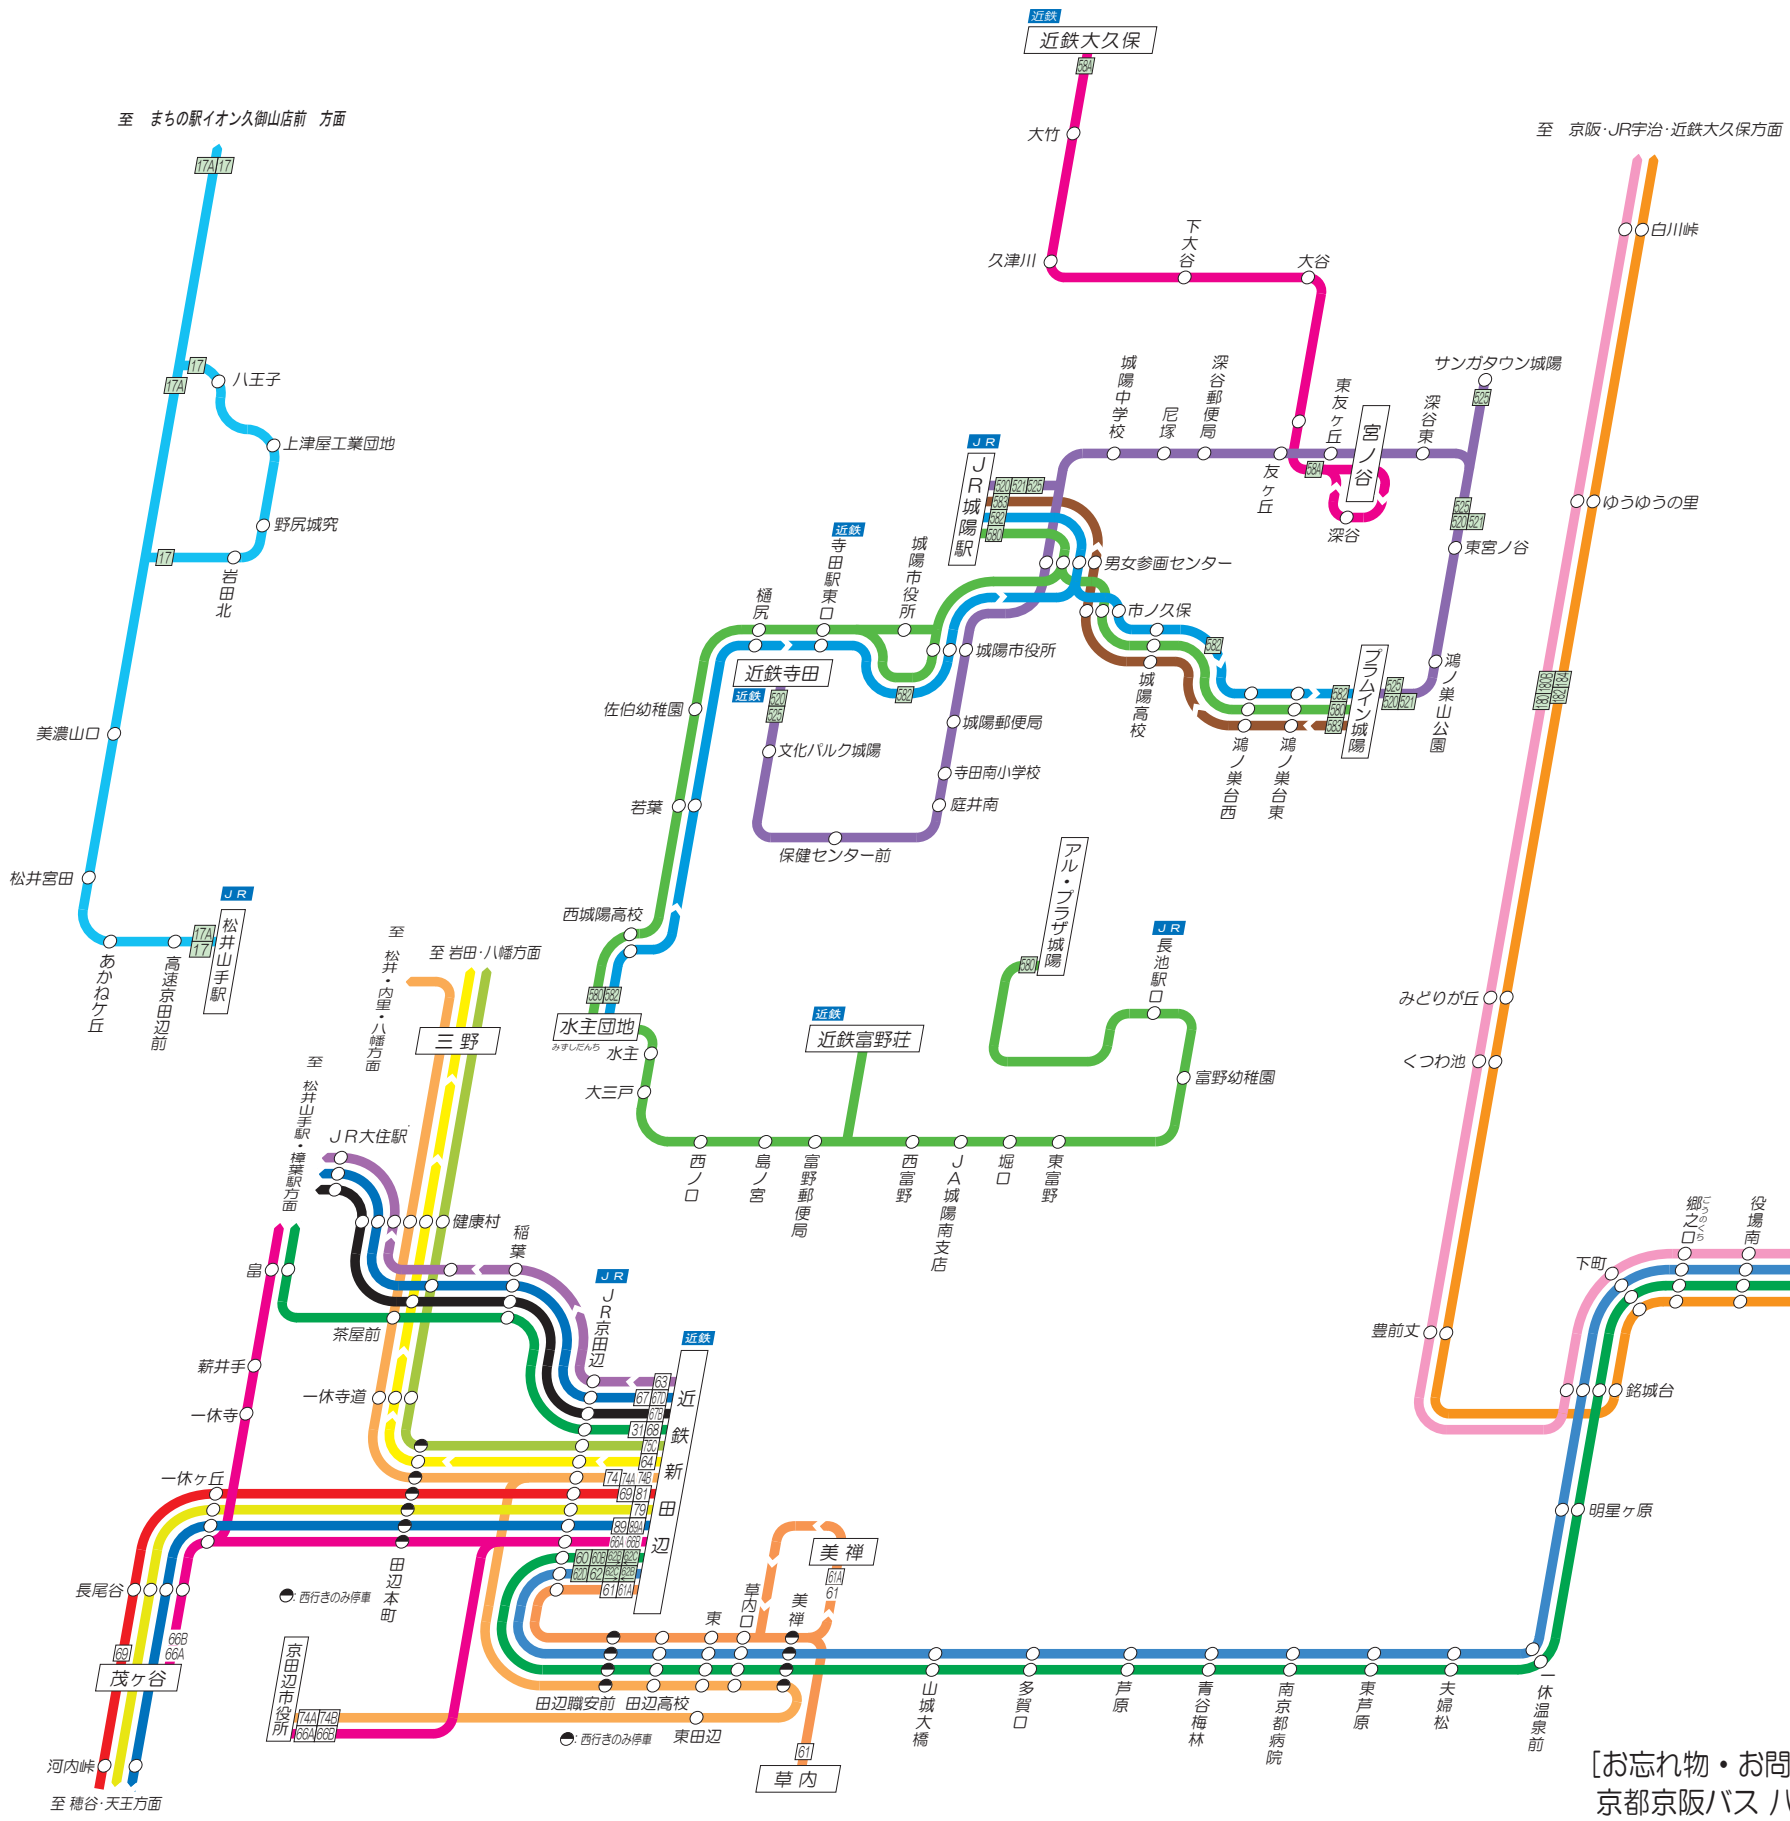 近鉄
近鉄大久保
58A
大竹
久津川
下大谷
大谷
至 まちの駅イオン久御山店前 方面
17A 17
17
17A
八王子
上津屋工業団地
野尻城究
17
岩田北
美濃山口
松井宮田
あかねケ丘
高速京田辺前
17A
17
JR
松井山手駅
至 京阪・JR宇治・近鉄大久保方面
白川峠
ゆうゆうの里
180 180B
182 184
みどりが丘
くつわ池
豊前丈
銘城台
下町
郷之口
ごうのくち
役場南
明星ヶ原
サンガタウン城陽
525
城陽中学校
尼塚
深谷郵便局
友ヶ丘
東友ヶ丘
宮ノ谷
58A
深谷
深谷東
525
520 521
東宮ノ谷
鴻ノ巣山公園
JR
JR城陽駅
520 521 525
583
582
580
男女参画センター
市ノ久保
城陽高校
582
鴻ノ巣台西
鴻ノ巣台東
582
580
583
プラムイン城陽
525
520 521
近鉄
寺田駅東口
樋尻
城陽市役所
582
近鉄寺田
近鉄
520
525
城陽市役所
城陽郵便局
寺田南小学校
庭井南
文化パルク城陽
保健センター前
佐伯幼稚園
若葉
西城陽高校
580 582
水主団地
みずしだんち
水主
大三戸
西ノ口
島ノ宮
富野郵便局
近鉄
近鉄富野荘
西富野
JA城陽南支店
堀口
東富野
富野幼稚園
JR
長池駅口
アル・プラザ城陽
580
至 松井・内里・八幡方面
至 岩田・八幡方面
三野
至 松井山手駅・樟葉駅方面
JR大住駅
健康村
稲葉
畠
茶屋前
薪井手
一休寺
一休寺道
一休ヶ丘
長尾谷
69
66B
66A
茂ヶ谷
河内峠
至 穂谷・天王方面
JR
JR京田辺
近鉄
近鉄新田辺
63
67 67D
67B
31 68
75C
64
74 74A 74B
69 81
79
89 89A
66A 66B
60 60B 62B 62C
62D 62 62C 62B
61 61A
田辺本町
:西行きのみ停車
京田辺市役所
74A 74B
66A 66B
田辺職安前
田辺高校
東
草内口
美禅
美禅
61A
61
:西行きのみ停車
東田辺
61
草内
山城大橋
多賀口
芦原
青谷梅林
南京都病院
東芦原
夫婦松
一休温泉前
[お忘れ物・お問
京都京阪バス 八